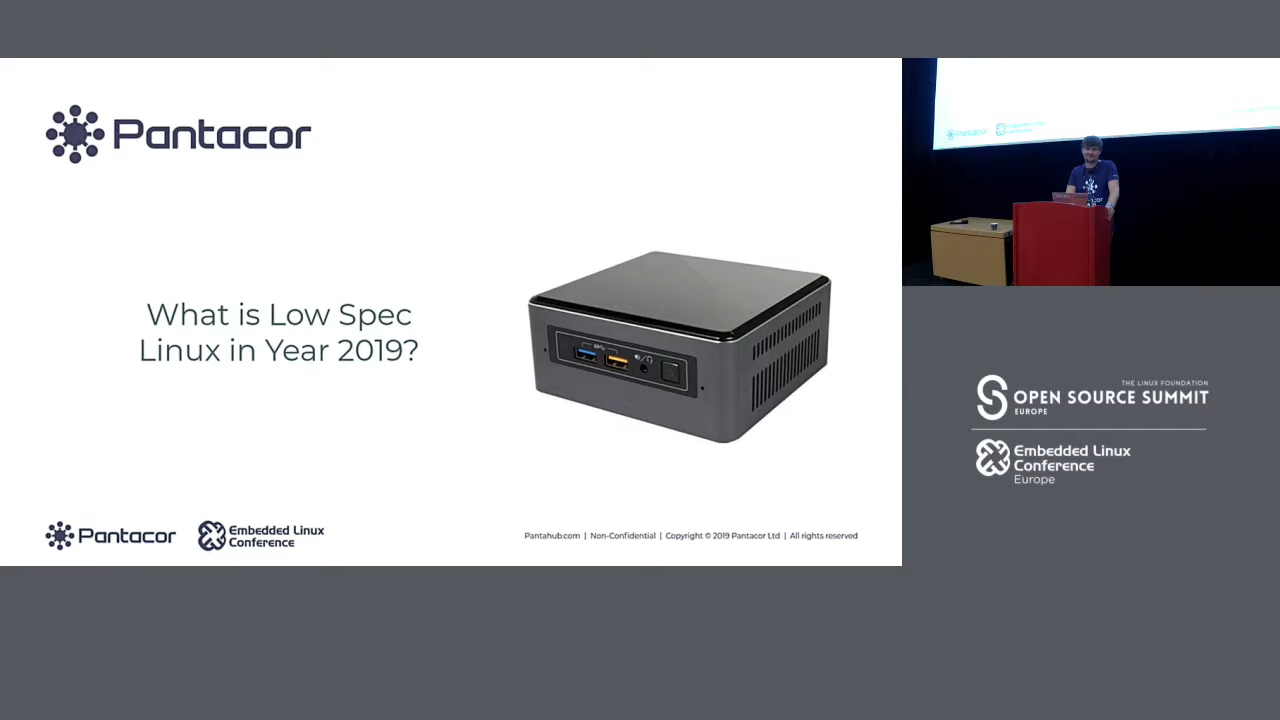 Pantacor
What is Low Spec
Linux in Year 2019?
Pantacor
Embedded Linux
Conference
Pantahub.com | Non-Confidential | Copyright © 2019 Pantacor Ltd | All rights reserved
THE LINUX FOUNDATION
OPEN SOURCE SUMMIT
EUROPE
Embedded Linux
Conference
Europe